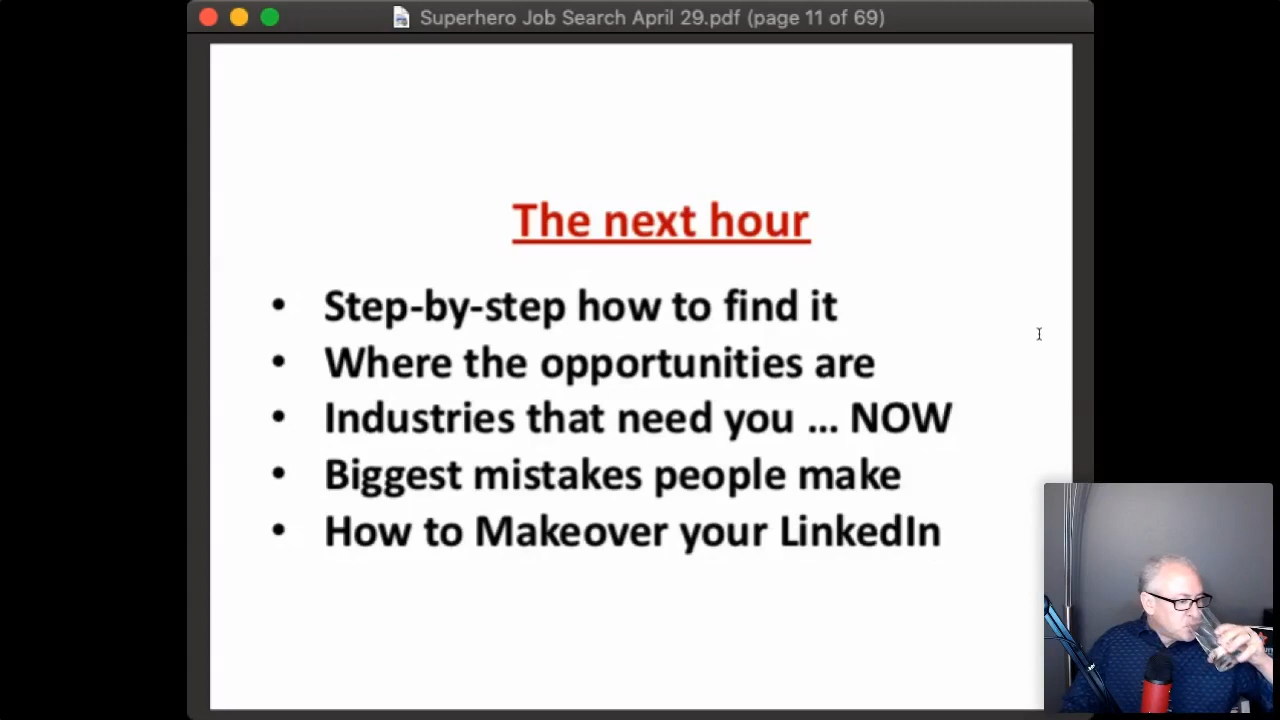 Superhero Job Search April 29.pdf (page 11 of 69)
The next hour
• Step-by-step how to find it
• Where the opportunities are
• Industries that need you ... NOW
• Biggest mistakes people make
• How to Makeover your LinkedIn